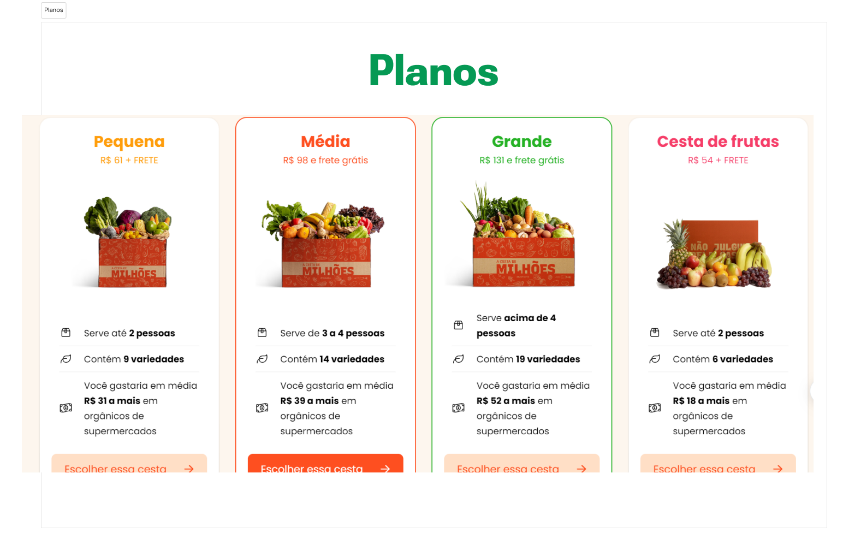 Planos
Planos
Pequena
R$ 61 + FRETE
MILHÕES
Serve até 2 pessoas
Contém 9 variedades
Você gastaria em média
R$ 31 a mais em
orgânicos de
supermercados
Escolher essa cesta
Média
R$ 98 e frete grátis
MILHÕES
Serve de 3 a 4 pessoas
Contém 14 variedades
Você gastaria em média
R$ 39 a mais em
orgânicos de
supermercados
Escolher essa cesta
Grande
R$ 131 e frete grátis
MILHÕES
Serve acima de 4
pessoas
Contém 19 variedades
Você gastaria em média
R$ 52 a mais em
orgânicos de
supermercados
Escolher essa cesta
Cesta de frutas
R$ 54 + FRETE
NÃO JULGU
Serve até 2 pessoas
Contém 6 variedades
Você gastaria em média
R$ 18 a mais em
orgânicos de
supermercados
Escolher essa cesta